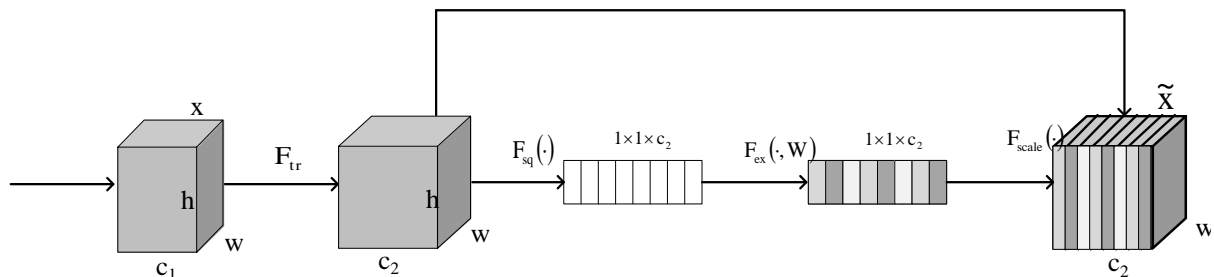 x
h
w
c₁
F_tr
h
w
c₂
F_sq(·)
1×1×c₂
F_ex(·,W)
1×1×c₂
F_scale(·)
x̃
w
c₂